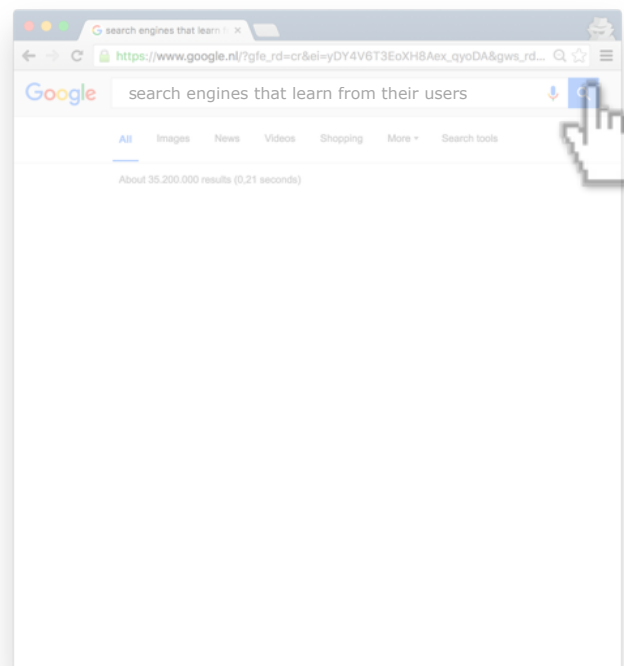 search engines that learn f
https://www.google.nl/?gfe_rd=cr&ei=yDY4V6T3EoXH8Aex_qyoDA&gws_rd...
Google search engines that learn from their users
All Images News Videos Shopping More Search tools
About 35.200.000 results (0,21 seconds)